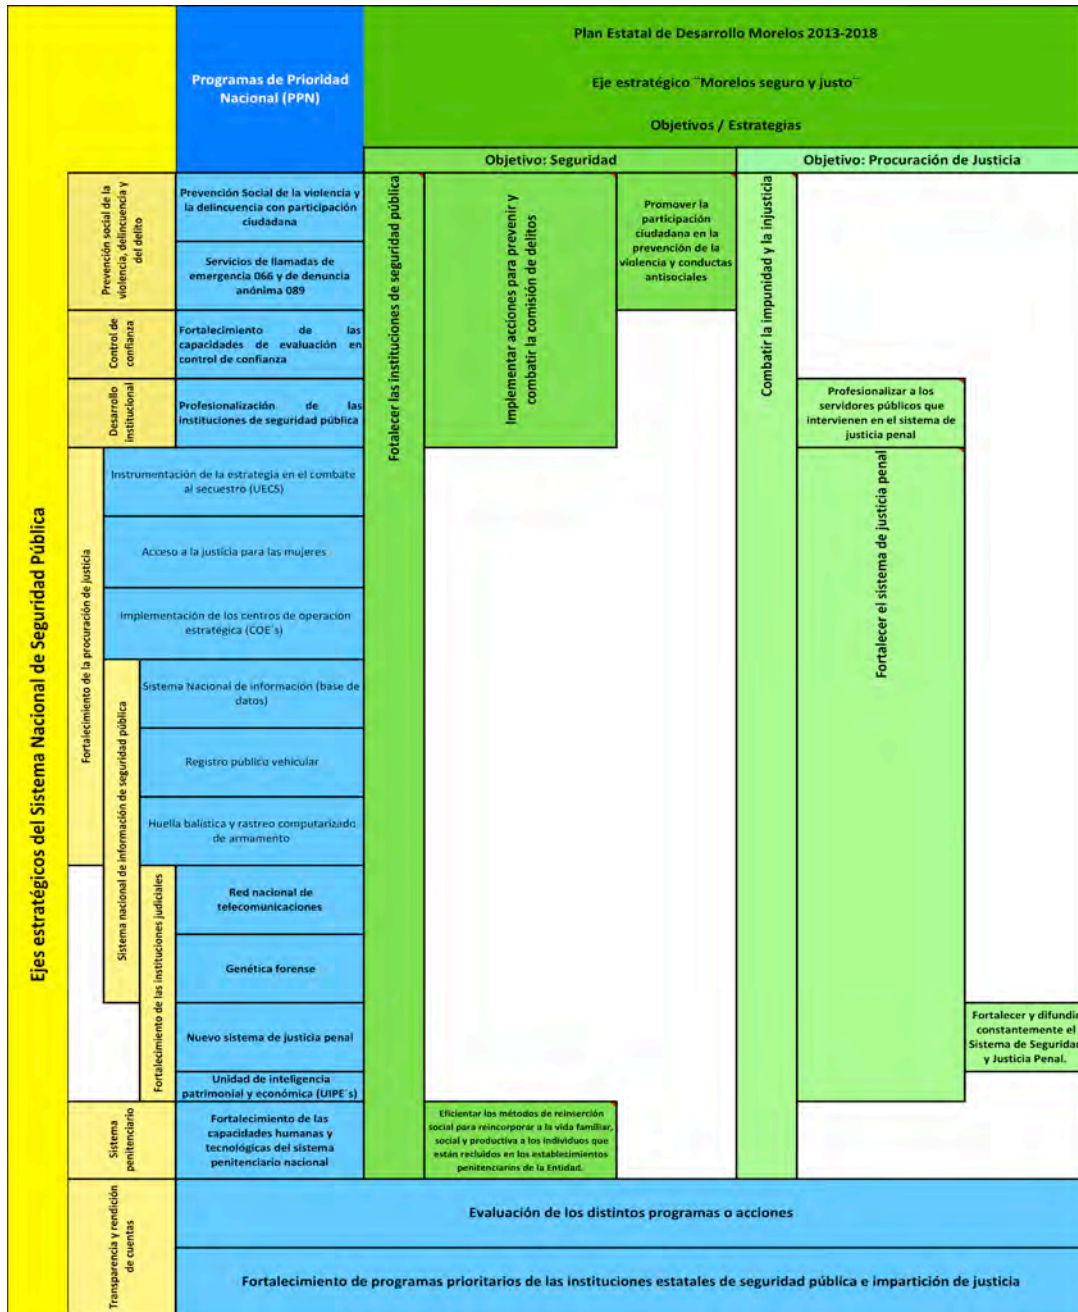 Plan Estatal de Desarrollo Morelos 2013-2018
Eje estratégico ¨Morelos seguro y justo¨
Objetivos / Estrategias
Programas de Prioridad
Nacional (PPN)
Objetivo: Seguridad
Objetivo: Procuración de Justicia
Ejes estratégicos del Sistema Nacional de Seguridad Pública
Prevención social de la
violencia, delincuencia y
del delito
Prevención Social de la violencia y
la delincuencia con participación
ciudadana
Servicios de llamadas de
emergencia 066 y de denuncia
anónima 089
Fotalecer las instituciones de seguridad pública
Implementar acciones para prevenir y
combatir la comisión de delitos
Promover la
participación
ciudadana en la
prevención de la
violencia y conductas
antisociales
Combatir la impunidad y la injusticia
Control de
confianza
Fortalecimiento de las
capacidades de evaluación en
control de confianza
Desarrollo
institucional
Profesionalización de las
instituciones de seguridad pública
Profesionalizar a los
servidores públicos que
intervienen en el sistema de
justicia penal
Fortalecimiento de la procuración de justicia
Instrumentación de la estrategia en el combate
al secuestro (UECS)
Acceso a la justicia para las mujeres
Implementación de los centros de operación
estratégica (COE´s)
Fortalecer el sistema de justicia penal
Sistema nacional de información de seguridad pública
Sistema Nacional de información (base de
datos)
Registro público vehicular
Huella balística y rastreo computarizado
de armamento
Fortalecimiento de las instituciones judiciales
Red nacional de
telecomunicaciones
Genética forense
Nuevo sistema de justicia penal
Fortalecer y difundir
constantemente el
Sistema de Seguridad
y Justicia Penal.
Unidad de inteligencia
patrimonial y económica (UIPE´s)
Sistema
penitenciario
Fortalecimiento de las
capacidades humanas y
tecnológicas del sistema
penitenciario nacional
Eficientar los métodos de reinserción
social para reincorporar a la vida familiar,
social y productiva a los individuos que
están recluidos en los establecimientos
penitenciarios de la Entidad.
Transparencia y rendición
de cuentas
Evaluación de los distintos programas o acciones
Fortalecimiento de programas prioritarios de las instituciones estatales de seguridad pública e impartición de justicia